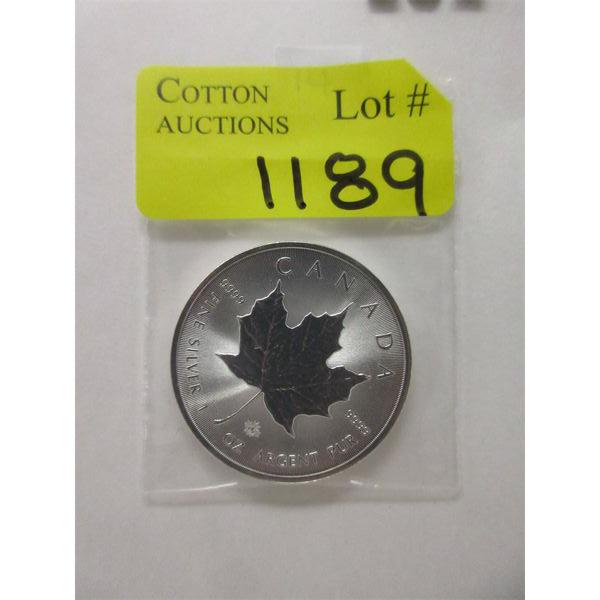 COTTON
AUCTIONS
Lot #
1189
CANADA
9999 FINE SILVER 1 OZ ARGENT PUR 9999